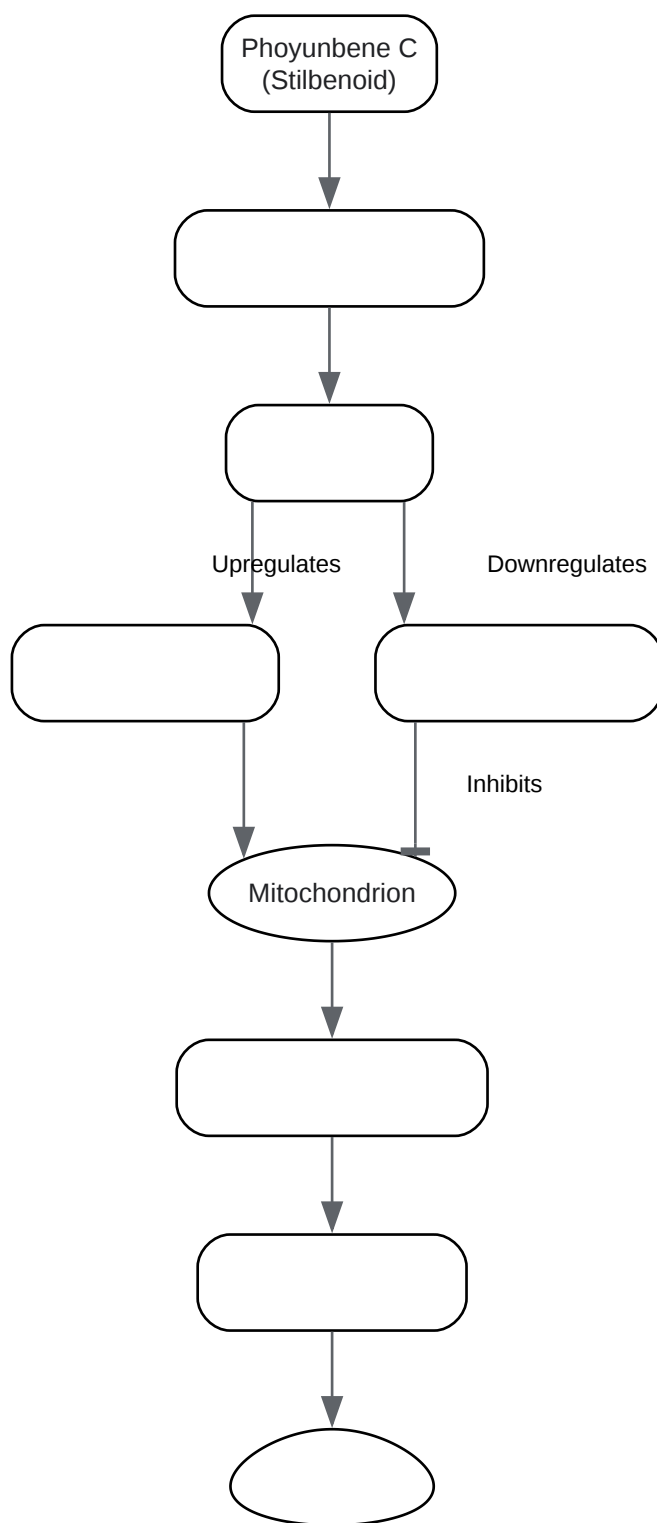 Phoyunbene C
(Stilbenoid)
Upregulates
Downregulates
Inhibits
Mitochondrion